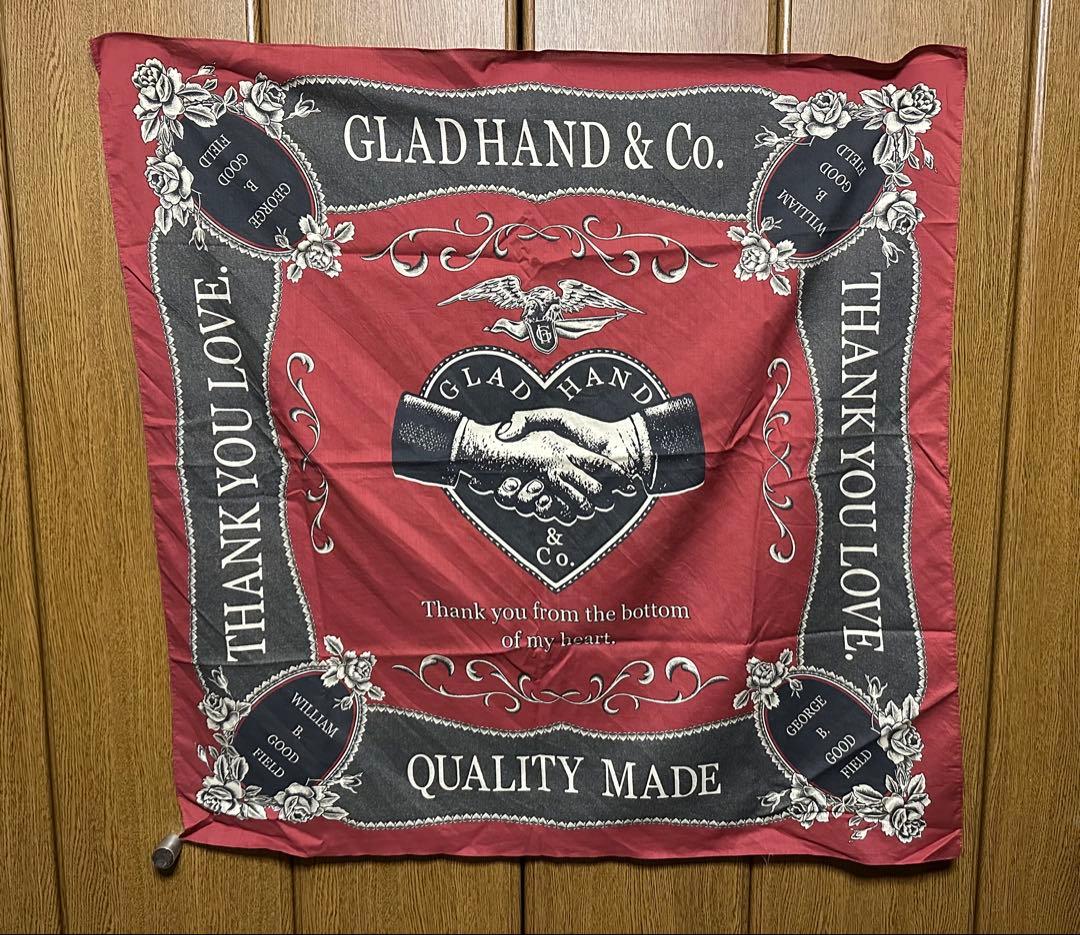 GLAD HAND & Co.
GEORGE
B.
GOOD
FIELD
WILLIAM
B.
GOOD
FIELD
THANK YOU LOVE.
THANK YOU LOVE.
GH
GLAD HAND
&
Co.
Thank you from the bottom
of my heart.
WILLIAM
B.
GOOD
FIELD
GEORGE
B.
GOOD
FIELD
QUALITY MADE